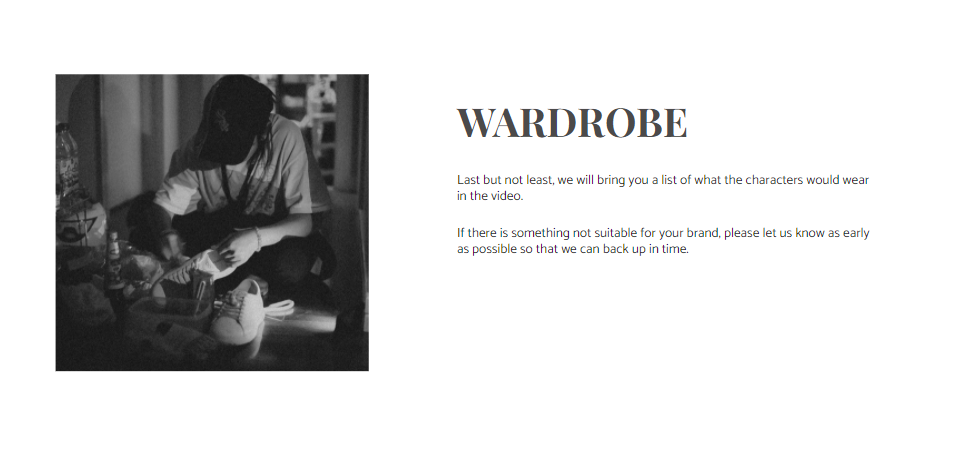 WARDROBE
Last but not least, we will bring you a list of what the characters would wear
in the video.
If there is something not suitable for your brand, please let us know as early
as possible so that we can back up in time.